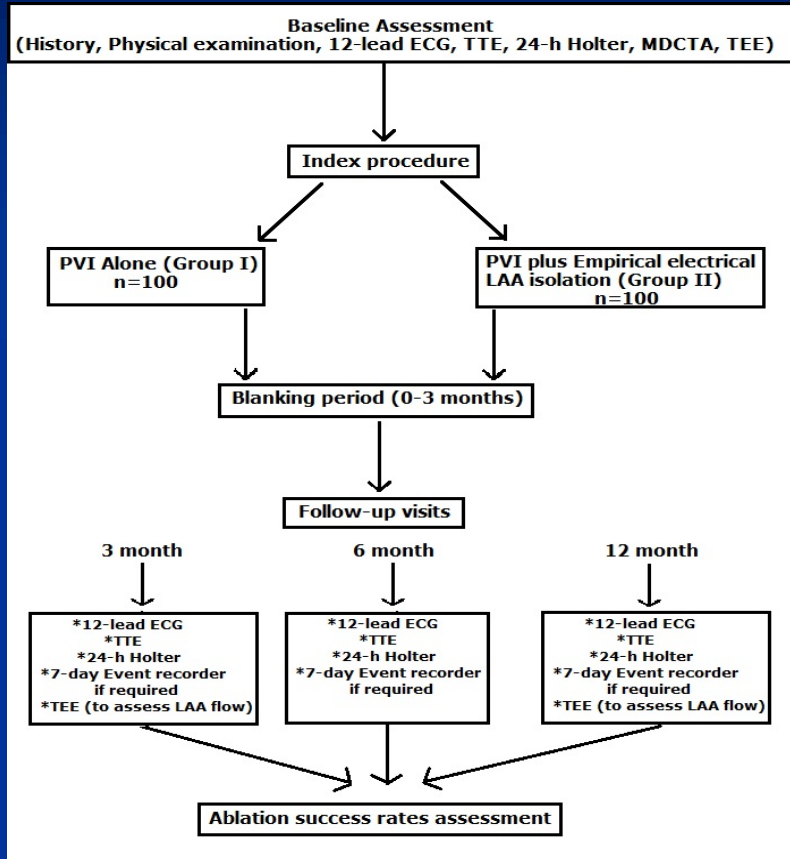 Baseline Assessment
(History, Physical examination, 12-lead ECG, TTE, 24-h Holter, MDCTA, TEE)
Index procedure
PVI Alone (Group I)
n=100
PVI plus Empirical electrical
LAA isolation (Group II)
n=100
Blanking period (0-3 months)
Follow-up visits
3 month
6 month
12 month
*12-lead ECG
*TTE
*24-h Holter
*7-day Event recorder
if required
*TEE (to assess LAA flow)
*12-lead ECG
*TTE
*24-h Holter
*7-day Event recorder
if required
*12-lead ECG
*TTE
*24-h Holter
*7-day Event recorder
if required
*TEE (to assess LAA flow)
Ablation success rates assessment